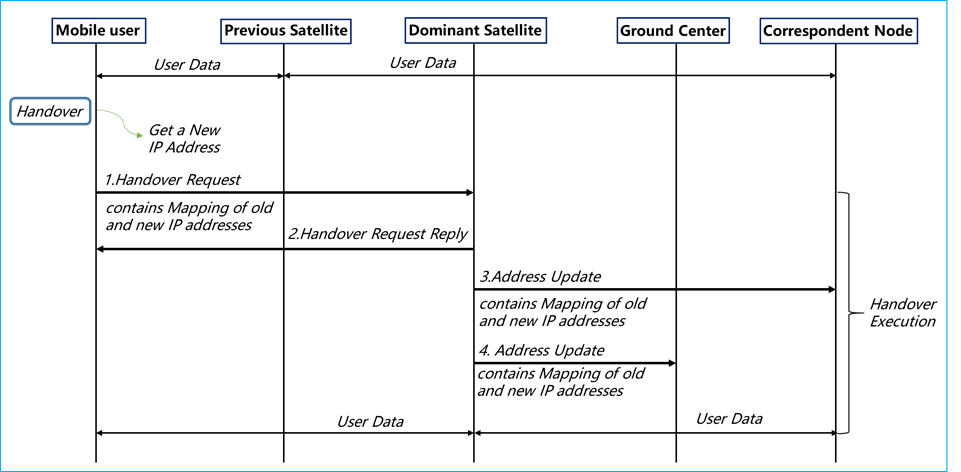 Mobile user
Previous Satellite
Dominant Satellite
Ground Center
Correspondent Node
User Data
User Data
Handover
Get a New
IP Address
1.Handover Request
contains Mapping of old
and new IP addresses
2.Handover Request Reply
3.Address Update
contains Mapping of old
and new IP addresses
Handover
Execution
4. Address Update
contains Mapping of old
and new IP addresses
User Data
User Data